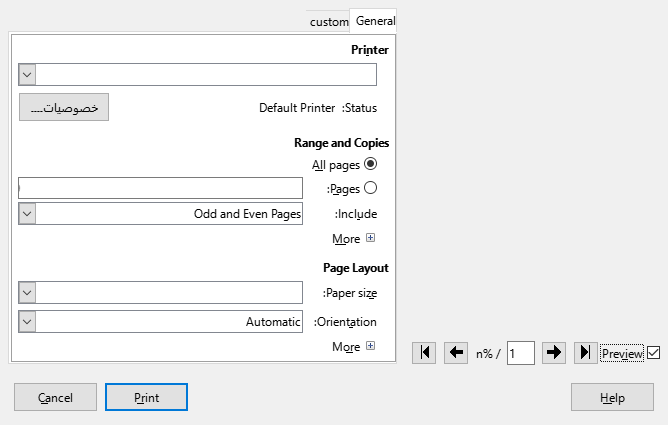 General
custom
Printer
Status: Default Printer
خصوصیات....
Range and Copies
All pages
Pages:
Include: Odd and Even Pages
More
Page Layout
Paper size:
Orientation: Automatic
More
Preview
1 / n%
Help
Print
Cancel